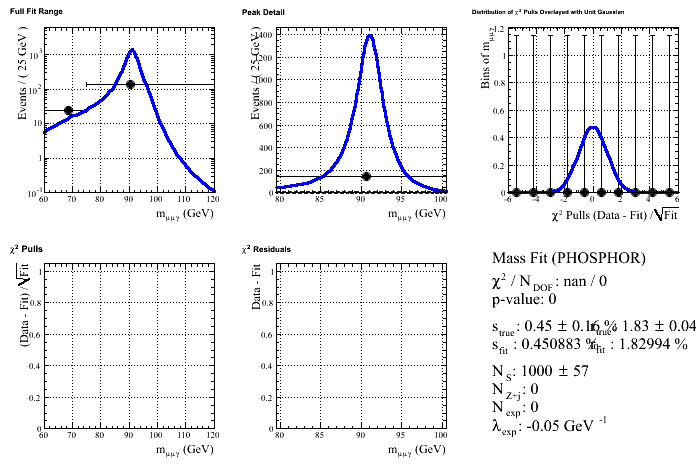 Full Fit Range
Events / ( 25 GeV )
10³
10²
10
1
10⁻¹
60 70 80 90 100 110 120
m_μμγ (GeV)
Peak Detail
Events / ( 25 GeV )
1400
1200
1000
800
600
400
200
0
80 85 90 95 100
m_μμγ (GeV)
Distribution of χ² Pulls Overlayed with Unit Gaussian
Bins of m_μμγ
1.2
1
0.8
0.6
0.4
0.2
0
-6 -4 -2 0 2 4 6
χ² Pulls (Data - Fit) /√Fit
χ² Pulls
(Data - Fit) /√Fit
1
0.8
0.6
0.4
0.2
0
60 70 80 90 100 110 120
m_μμγ (GeV)
χ² Residuals
Data - Fit
1
0.8
0.6
0.4
0.2
0
80 85 90 95 100
m_μμγ (GeV)
Mass Fit (PHOSPHOR)
χ² / N_DOF : nan / 0
p-value: 0
s_true : 0.45 ± 0.16 % r_true : 1.83 ± 0.04
s_fit : 0.450883 % r_fit : 1.82994 %
N_S : 1000 ± 57
N_Z+j : 0
N_exp : 0
λ_exp : -0.05 GeV ⁻¹